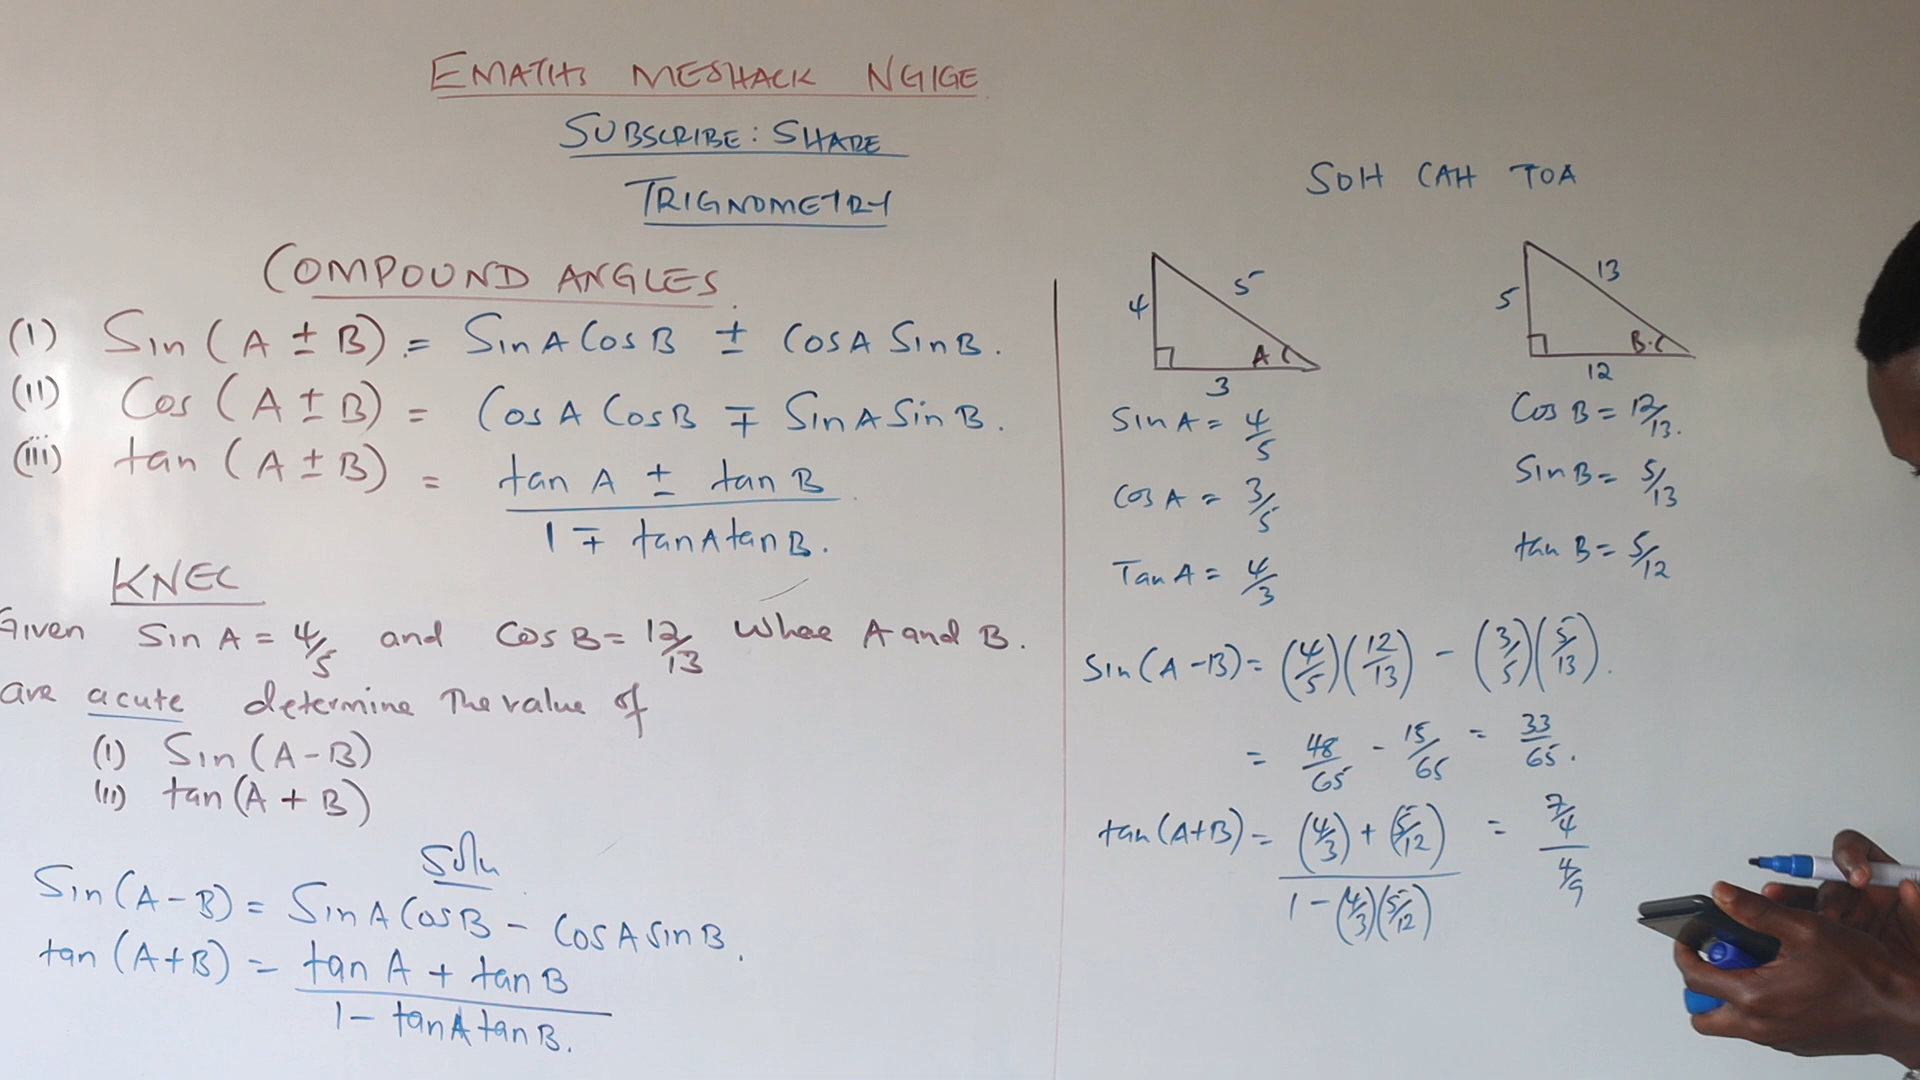 EMATHS MESHACK NGIGE
SUBSCRIBE: SHARE
TRIGNOMETRY
COMPOUND ANGLES.
(i) Sin (A ± B) = Sin A Cos B ± Cos A Sin B.
(ii) Cos (A ± B) = Cos A Cos B ∓ Sin A Sin B.
(iii) tan (A ± B) = tan A ± tan B
1 ∓ tan A tan B.
KNEC
Given Sin A = 4/5 and Cos B = 12/13 Whee A and B.
are acute determine The value of
(i) Sin (A - B)
(ii) tan (A + B)
Soln
Sin (A - B) = Sin A Cos B - Cos A Sin B.
tan (A + B) = tan A + tan B
1 - tan A tan B.
SOH CAH TOA
4 5 A 3
5 13 B 12
Sin A = 4/5
Cos A = 3/5
Tan A = 4/3
Cos B = 12/13.
Sin B = 5/13
tan B = 5/12
Sin (A - B) = (4/5)(12/13) - (3/5)(5/13).
= 48/65 - 15/65 = 33/65.
tan (A + B) = (4/3) + (5/12) = 7/4
1 - (4/3)(5/12) 4/9